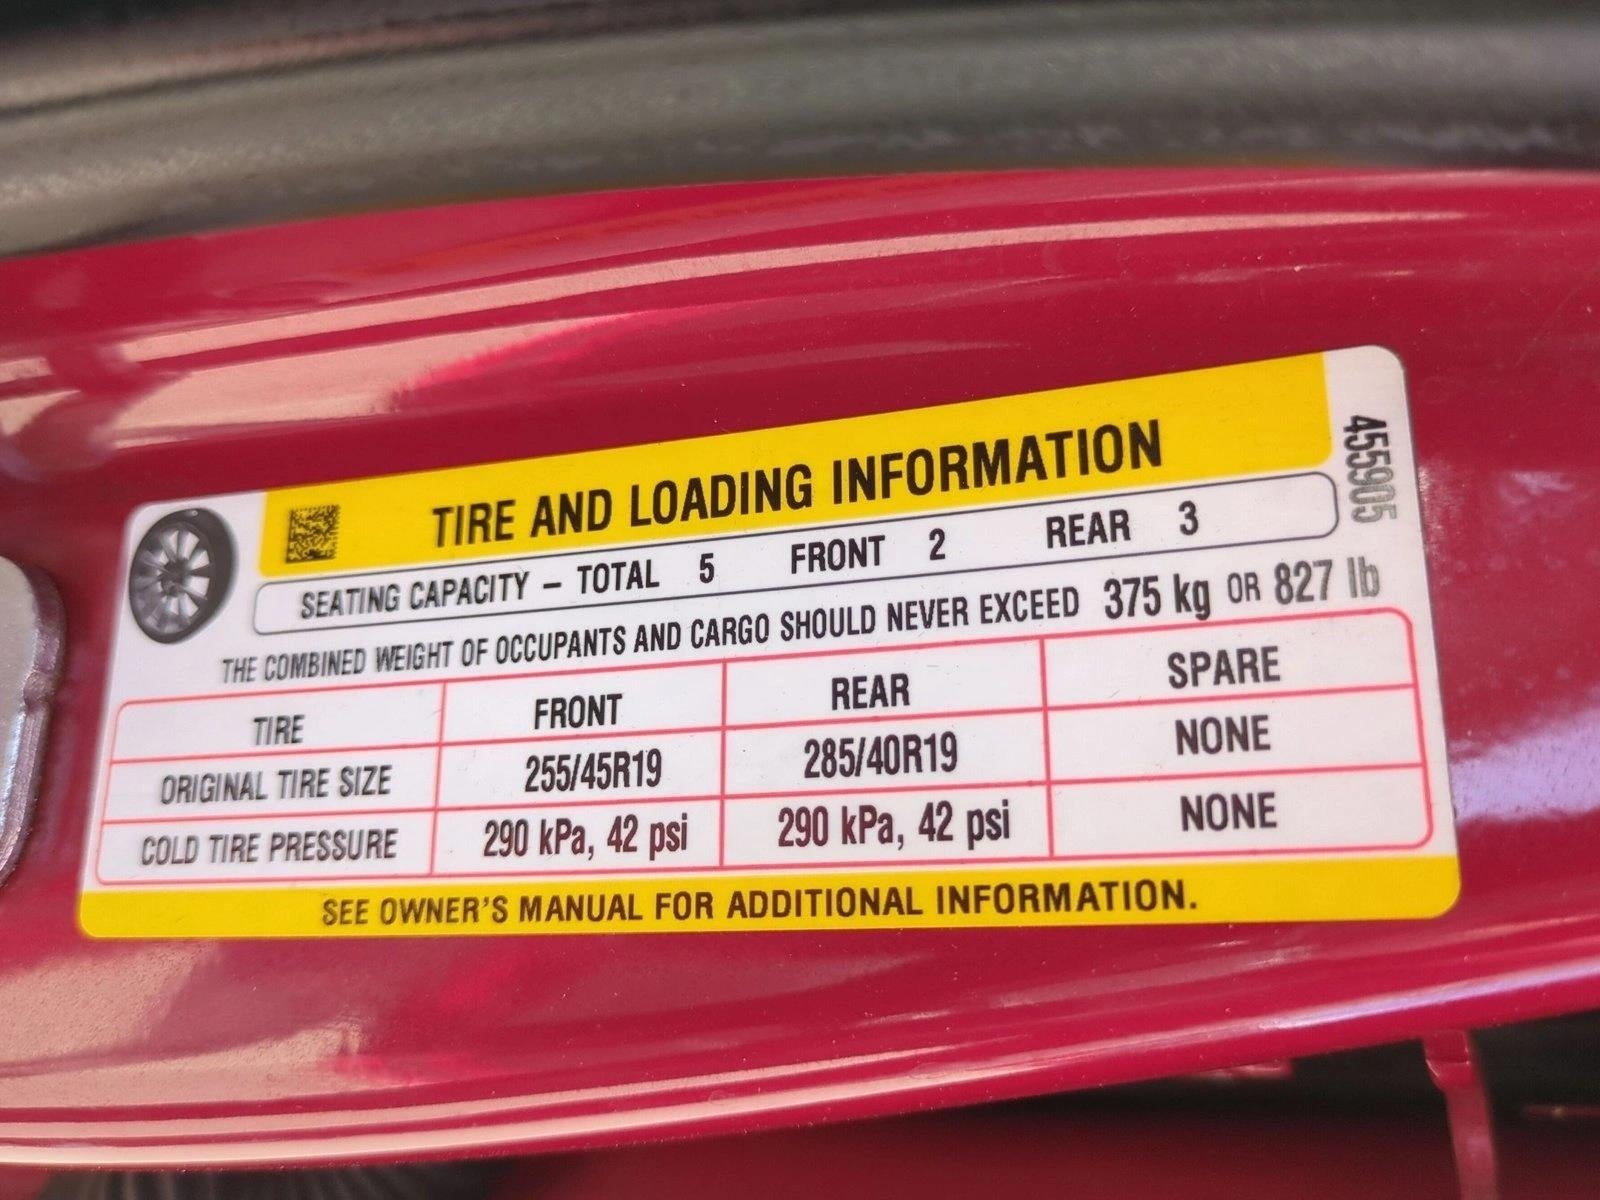 TIRE AND LOADING INFORMATION
455905
SEATING CAPACITY – TOTAL 5 FRONT 2 REAR 3
THE COMBINED WEIGHT OF OCCUPANTS AND CARGO SHOULD NEVER EXCEED 375 kg OR 827 lb
TIRE FRONT REAR SPARE
ORIGINAL TIRE SIZE 255/45R19 285/40R19 NONE
COLD TIRE PRESSURE 290 kPa, 42 psi 290 kPa, 42 psi NONE
SEE OWNER'S MANUAL FOR ADDITIONAL INFORMATION.